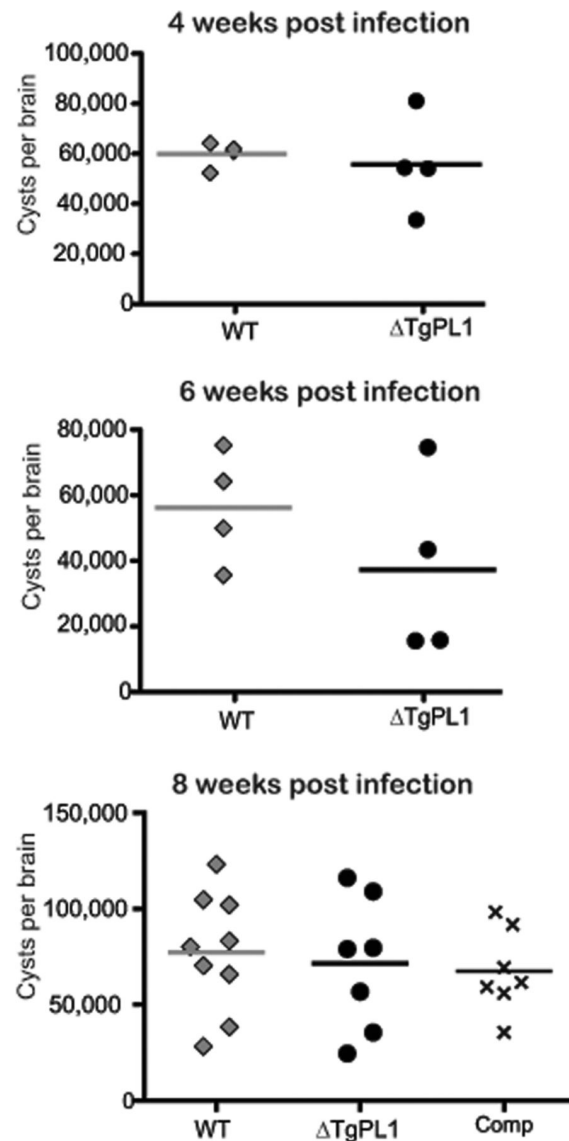 4 weeks post infection
Cysts per brain
100,000
80,000
60,000
40,000
20,000
0
WT
ΔTgPL1
6 weeks post infection
Cysts per brain
80,000
60,000
40,000
20,000
0
WT
ΔTgPL1
8 weeks post infection
Cysts per brain
150,000
100,000
50,000
0
WT
ΔTgPL1
Comp